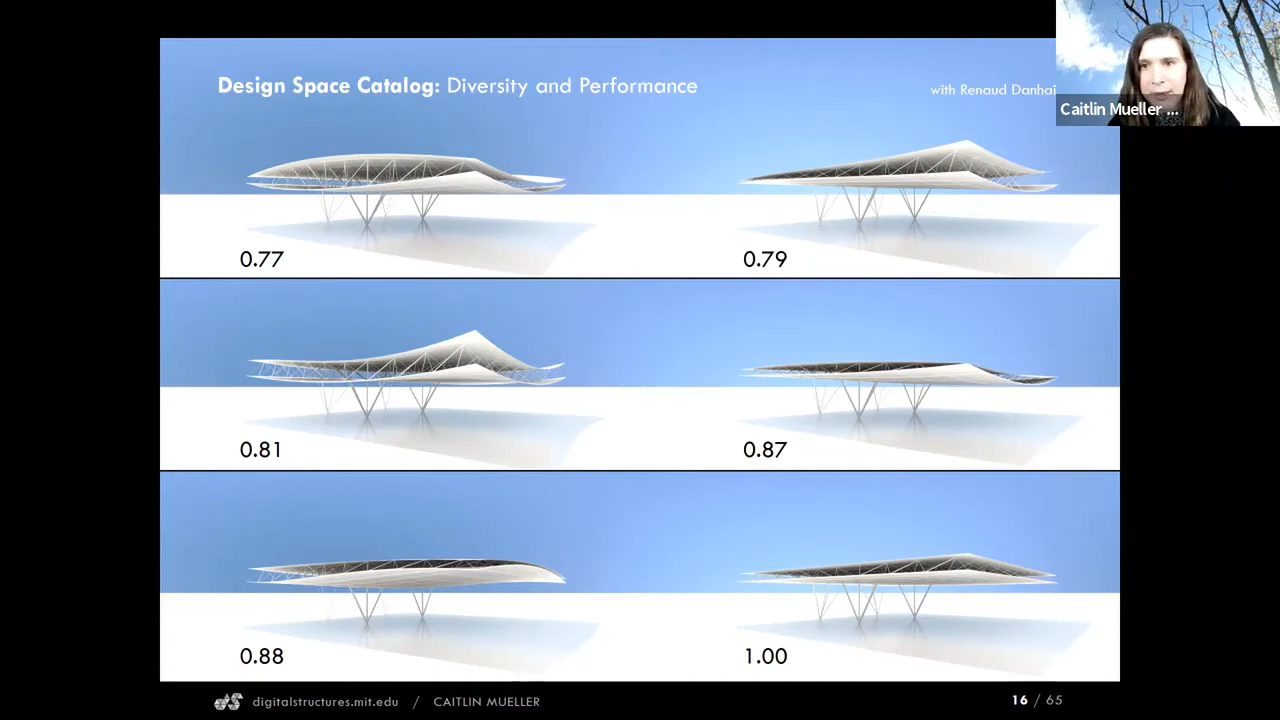 Design Space Catalog: Diversity and Performance
with Renaud
Caitlin Mueller ...
0.77
0.79
0.81
0.87
0.88
1.00
digitalstructures.mit.edu / CAITLIN MUELLER
16 / 65